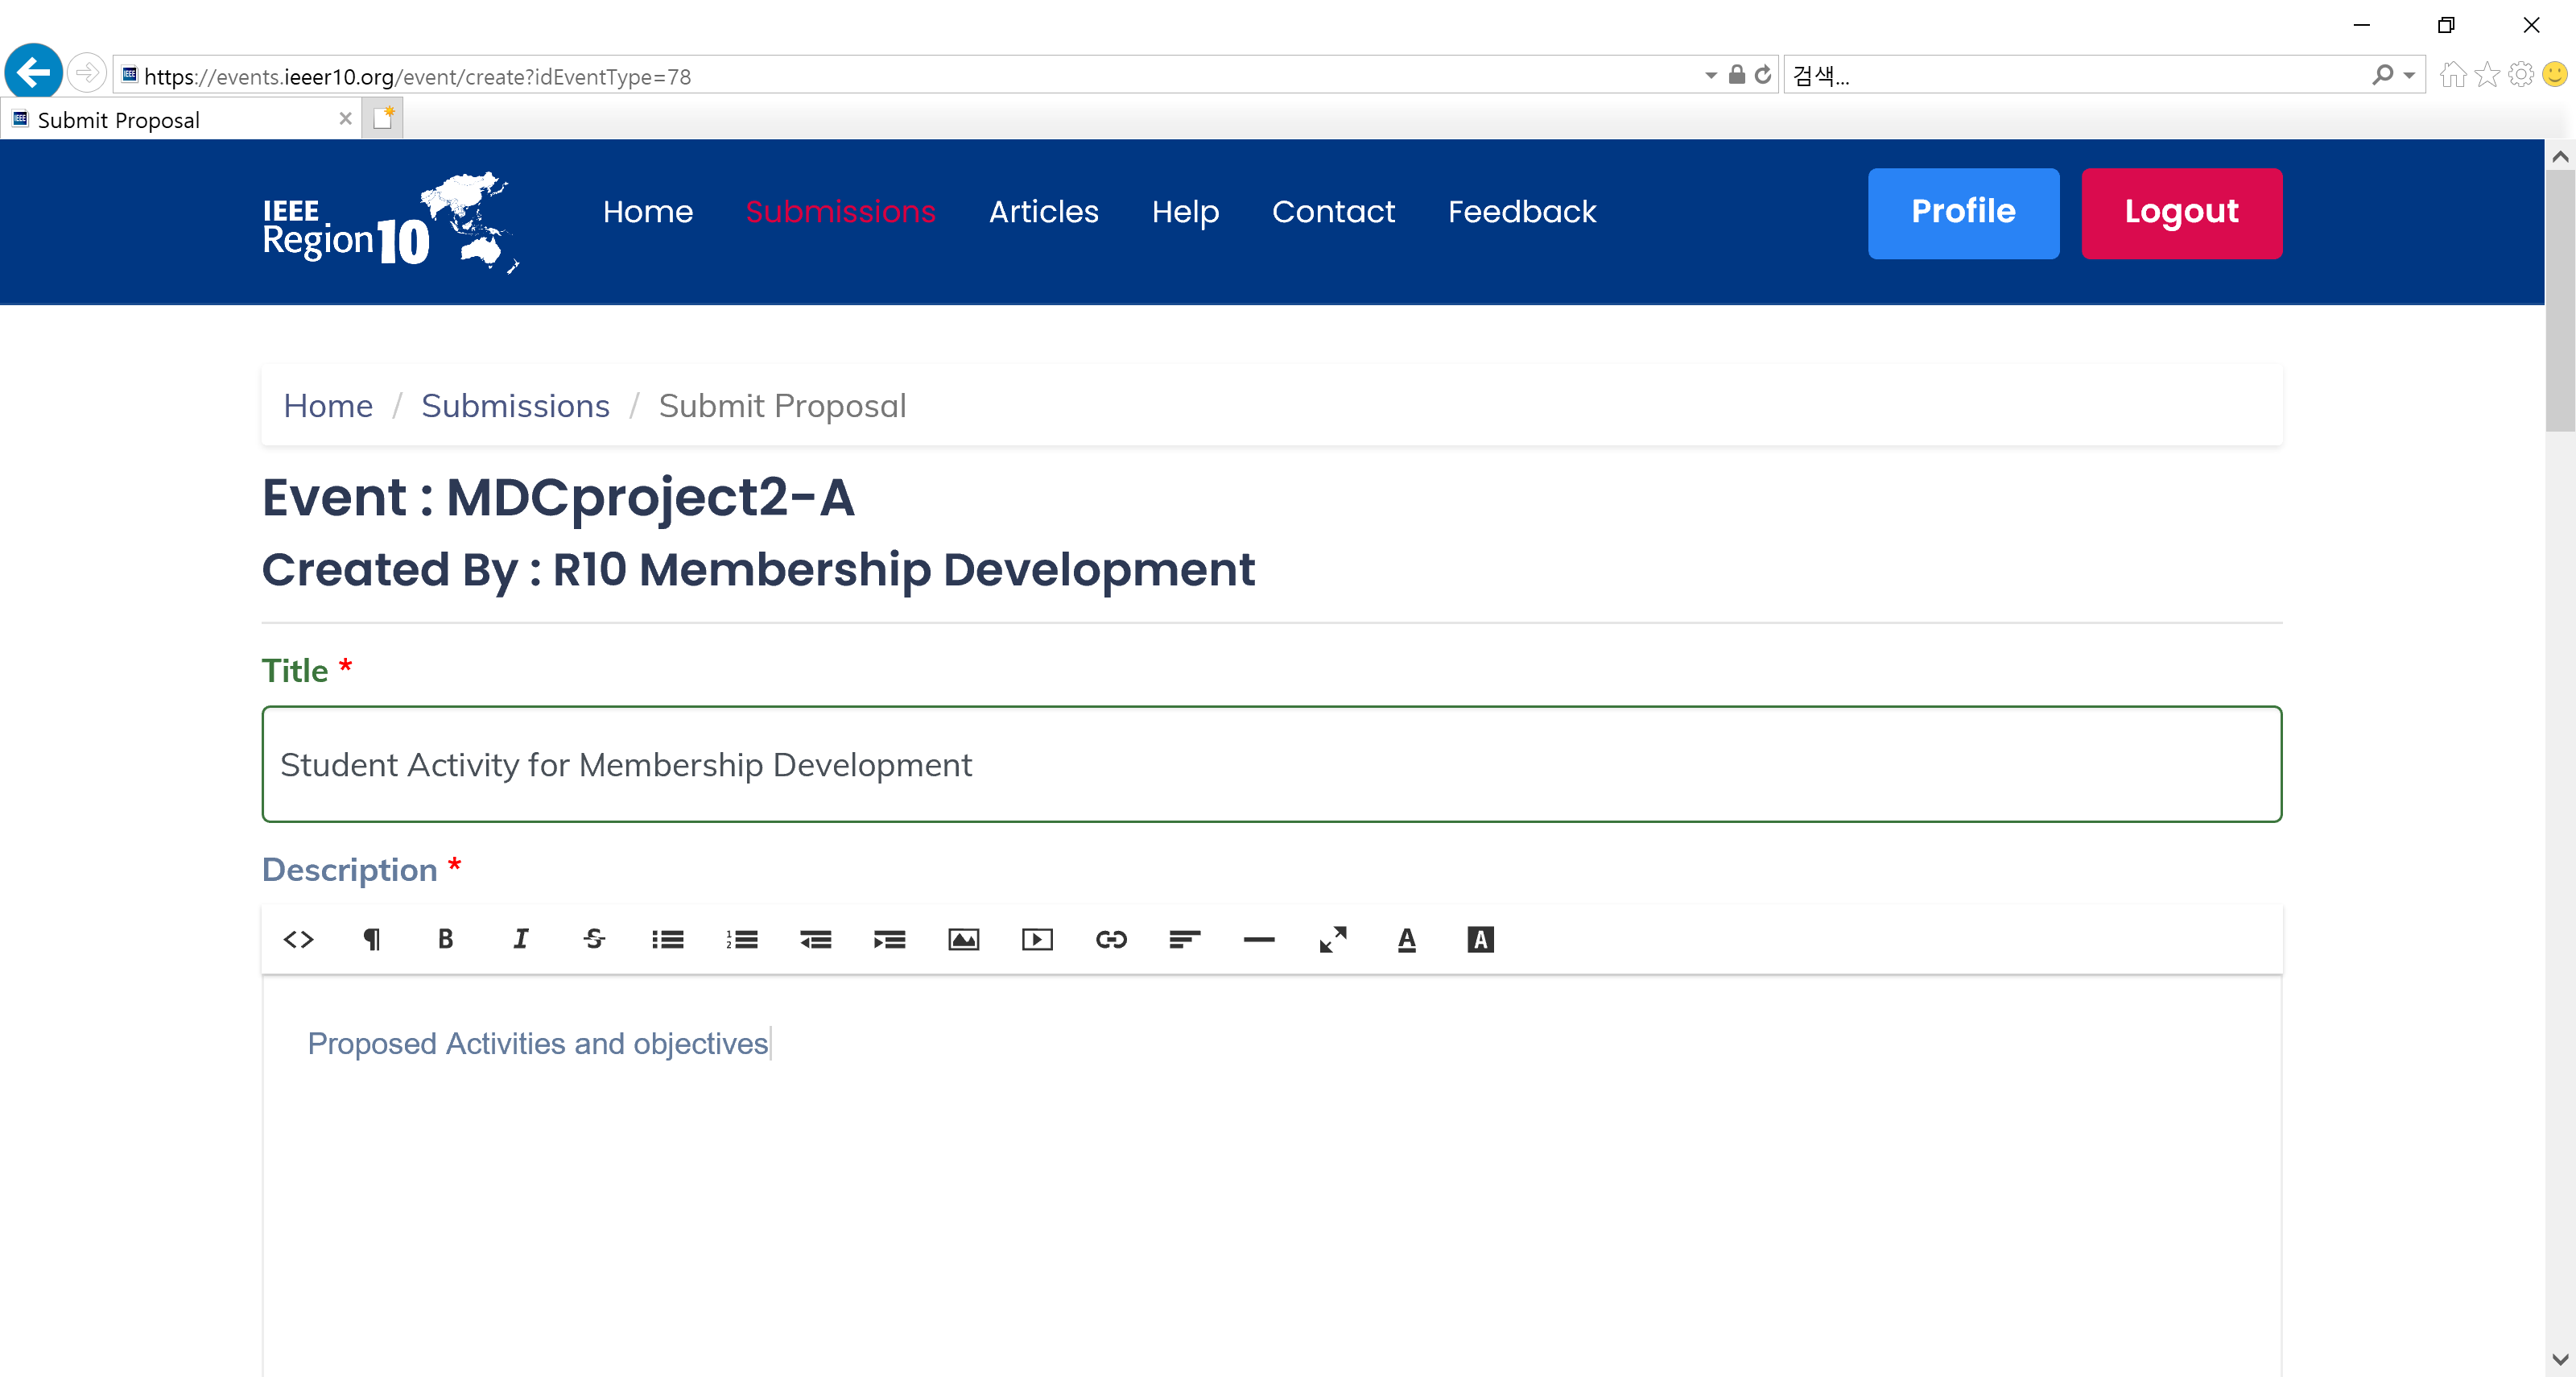 https://events.ieeer10.org/event/create?idEventType=78
검색...
Submit Proposal
IEEE
Region 10
Home
Submissions
Articles
Help
Contact
Feedback
Profile
Logout
Home / Submissions / Submit Proposal
Event : MDCproject2-A
Created By : R10 Membership Development
Title *
Student Activity for Membership Development
Description *
Proposed Activities and objectives